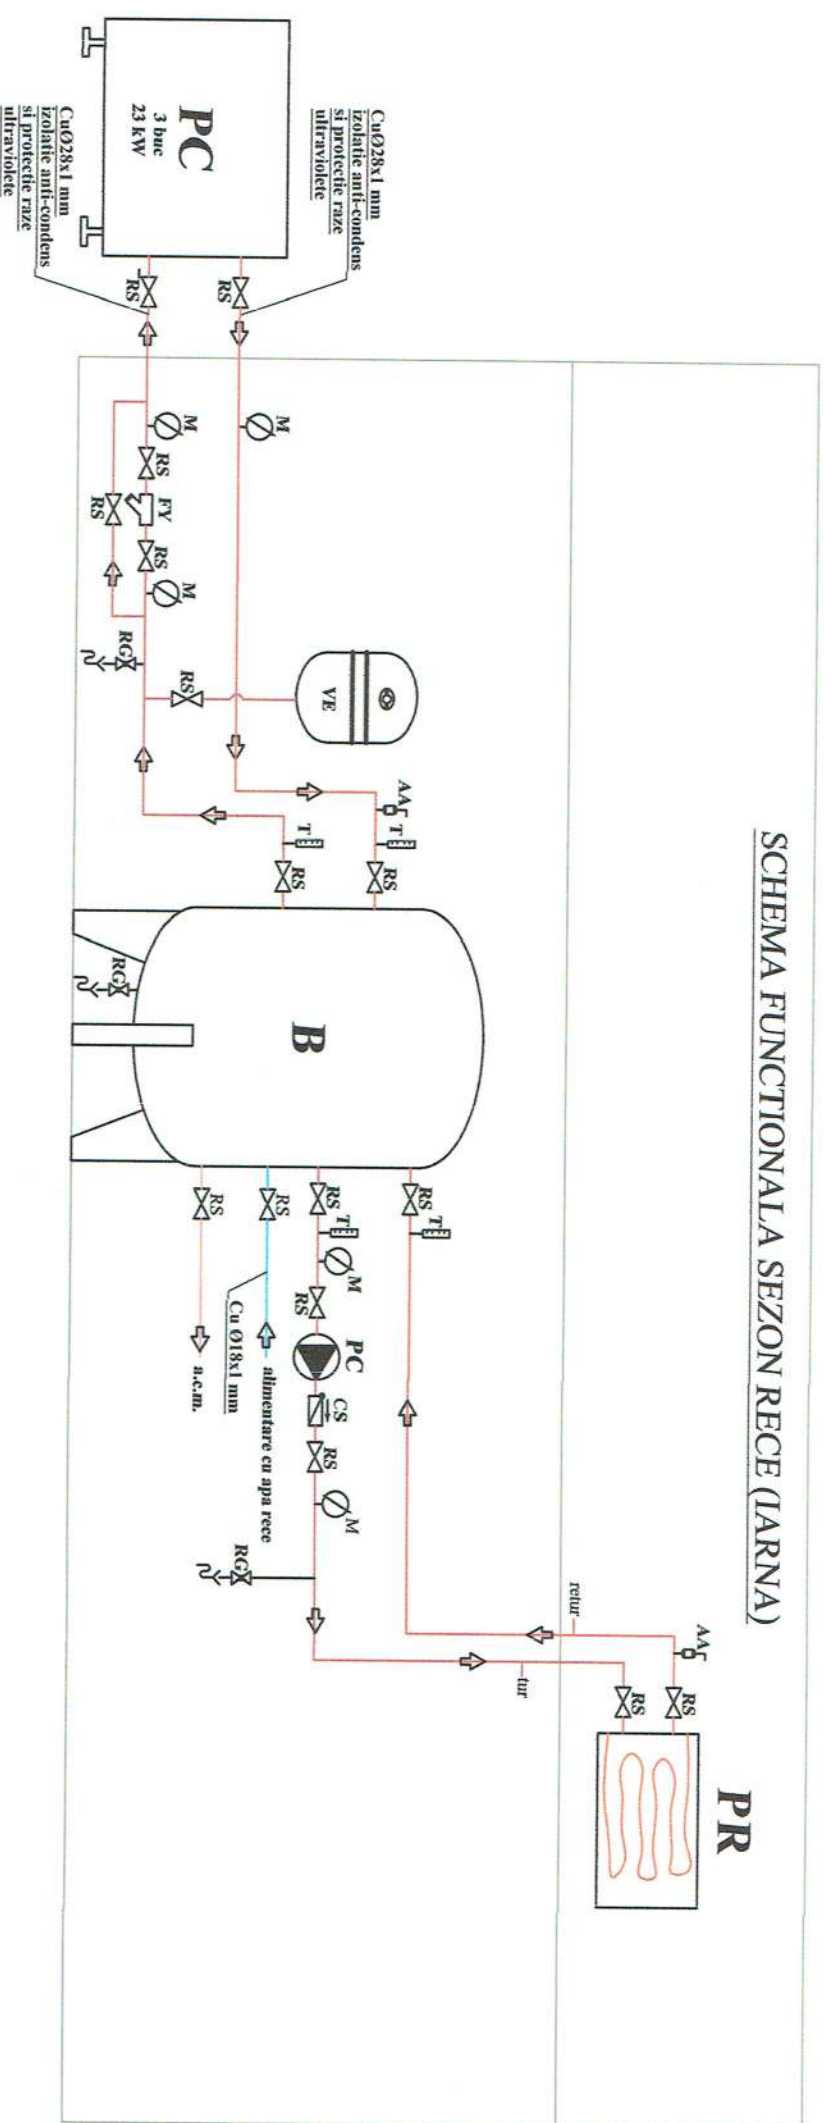 SCHEMA FUNCTIONALA SEZON RECE (IARNA)
PC
3 buc
23 kW
CuØ28x1 mm
izolatie anti-condens
si protectie raze
ultraviolete
CuØ28x1 mm
izolatie anti-condens
si protectie raze
ultraviolete
RS
RS
M
M
RS
FY
RS
M
RS
RG
RS
VE
AA
T
RS
T
RS
B
RG
RS
T
RS
T
M
RS
PC
CS
RS
M
RG
RS
alimentare cu apa rece
Cu Ø18x1 mm
RS
a.c.m.
retur
tur
AA
RS
RS
PR